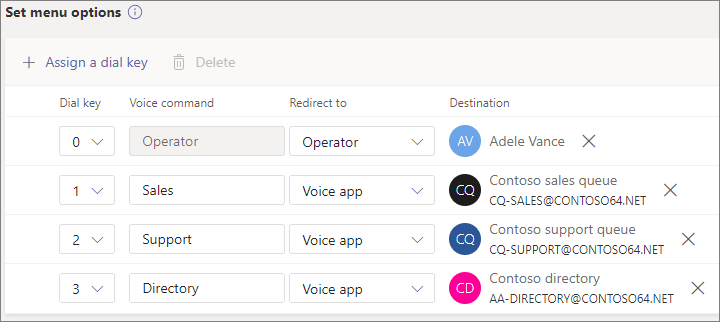 Set menu options
Assign a dial key Delete
Dial key Voice command Redirect to Destination
0 Operator Operator AV Adele Vance
1 Sales Voice app CQ Contoso sales queue
CQ-SALES@CONTOSO64.NET
2 Support Voice app CQ Contoso support queue
CQ-SUPPORT@CONTOSO64.NET
3 Directory Voice app CD Contoso directory
AA-DIRECTORY@CONTOSO64.NET